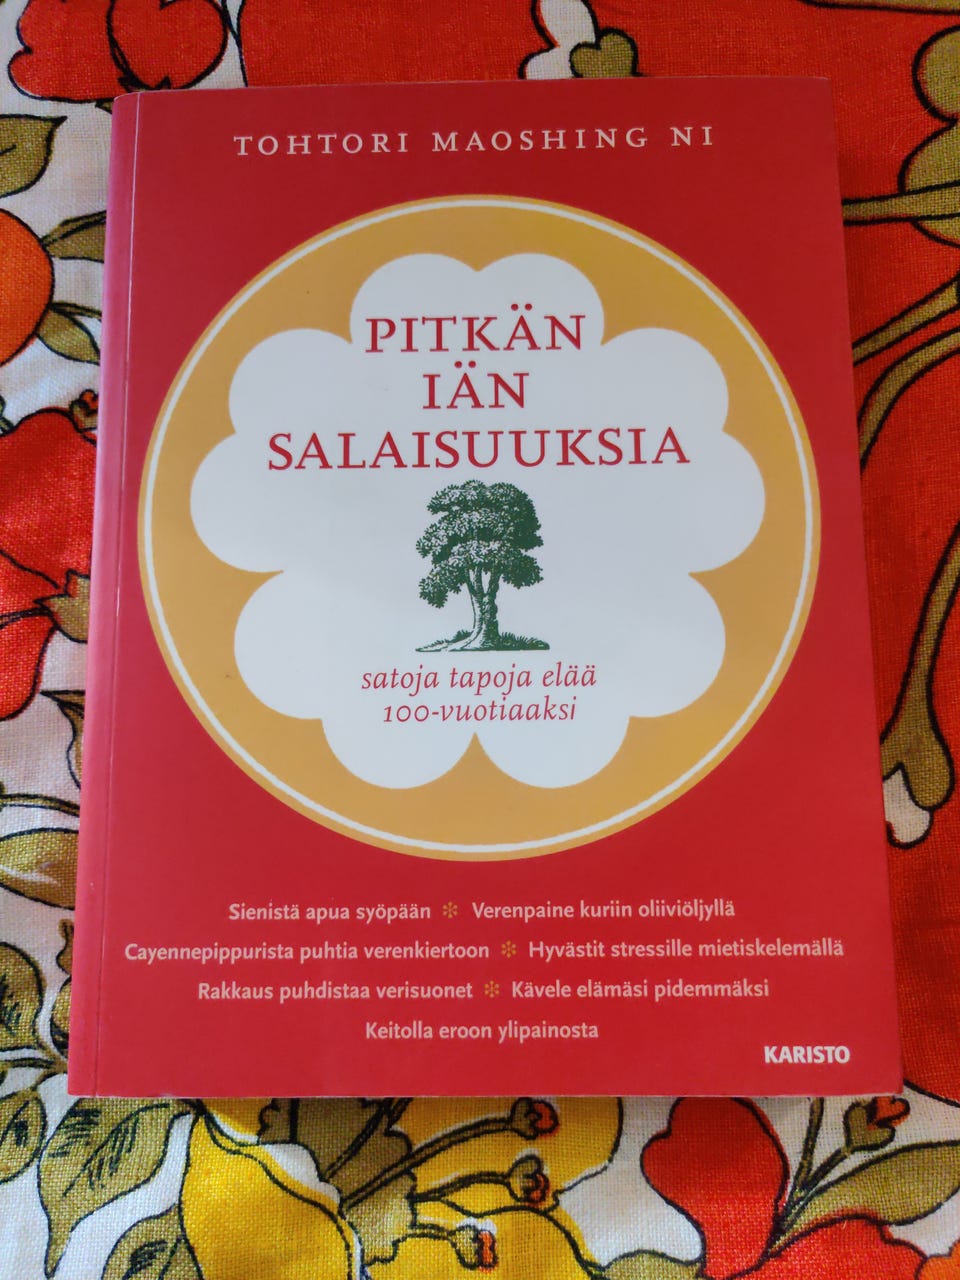 TOHTORI MAOSHING NI
PITKÄN
IÄN
SALAISUUKSIA
satoja tapoja elää
100-vuotiaaksi
Sienistä apua syöpään ✻ Verenpaine kuriin oliiviöljyllä
Cayennepippurista puhtia verenkiertoon ✻ Hyvästit stressille mietiskelemällä
Rakkaus puhdistaa verisuonet ✻ Kävele elämäsi pidemmäksi
Keitolla eroon ylipainosta
KARISTO